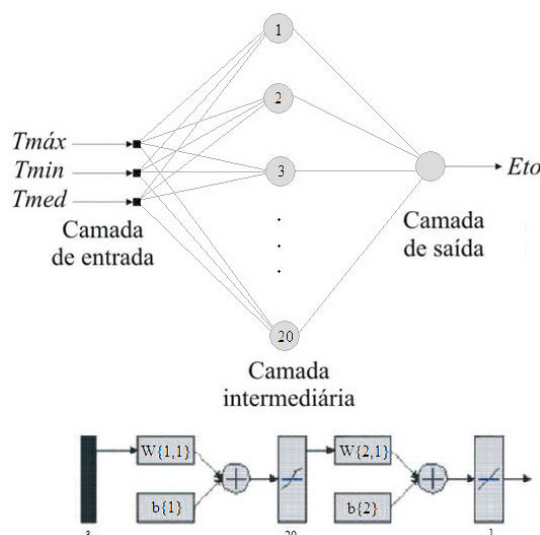 1
2
Tmáx
Tmin
Tmed
3
Eto
Camada
de entrada
Camada
de saída
20
Camada
intermediária
W{1,1}
W{2,1}
b{1}
b{2}
3
20
1